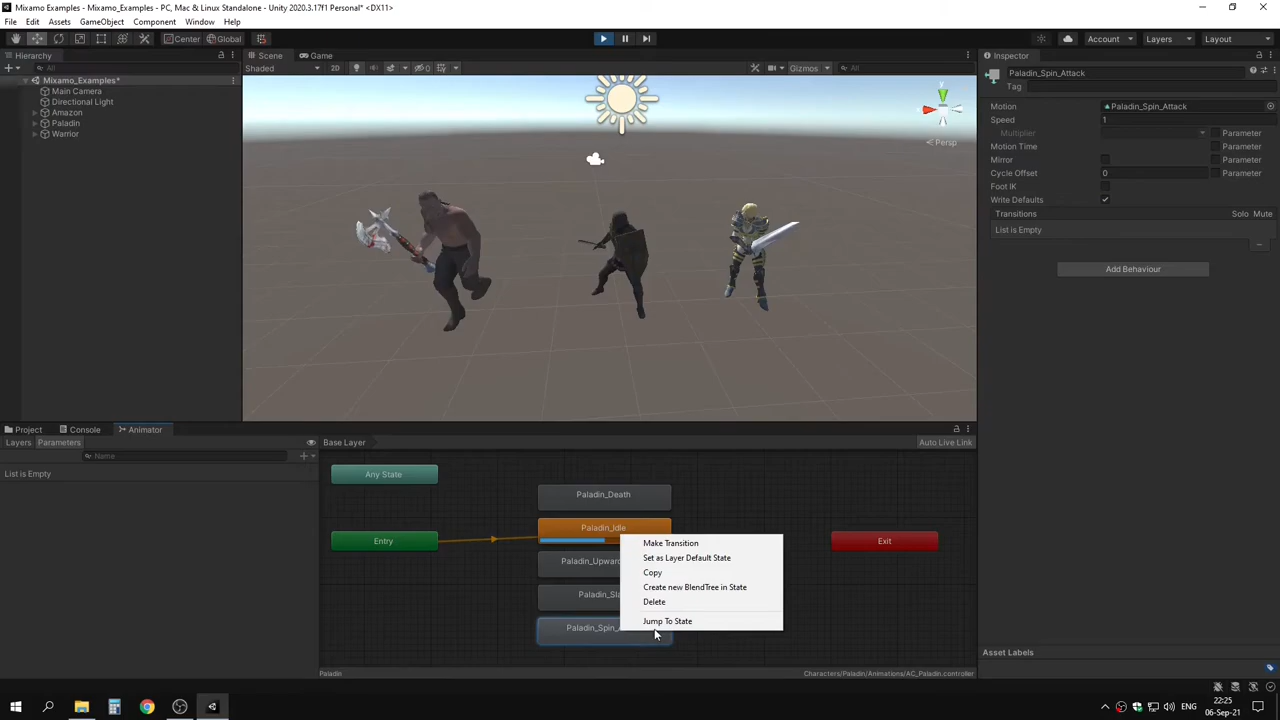 Mixamo Examples - Mixamo_Examples - PC, Mac & Linux Standalone - Unity 2020.3.17f1 Personal* <DX11>
File Edit Assets GameObject Component Window Help
Center Global Account Layers Layout
Hierarchy
All
Mixamo_Examples*
Main Camera
Directional Light
Amazon
Paladin
Warrior
Scene Game
Shaded 2D 0 Gizmos All
y
Persp
Inspector
Paladin_Spin_Attack
Tag
Motion Paladin_Spin_Attack
Speed 1
Multiplier Parameter
Motion Time Parameter
Mirror Parameter
Cycle Offset 0 Parameter
Foot IK
Write Defaults
Transitions Solo Mute
List is Empty
Add Behaviour
Asset Labels
Project Console Animator
Layers Parameters Base Layer Auto Live Link
Name
List is Empty
Any State
Entry
Paladin_Death
Paladin_Idle
Paladin_Upward
Paladin_Sla
Paladin_Spin_A
Exit
Make Transition
Set as Layer Default State
Copy
Create new BlendTree in State
Delete
Jump To State
Paladin Characters/Paladin/Animations/AC_Paladin.controller
ENG 22:25
06-Sep-21